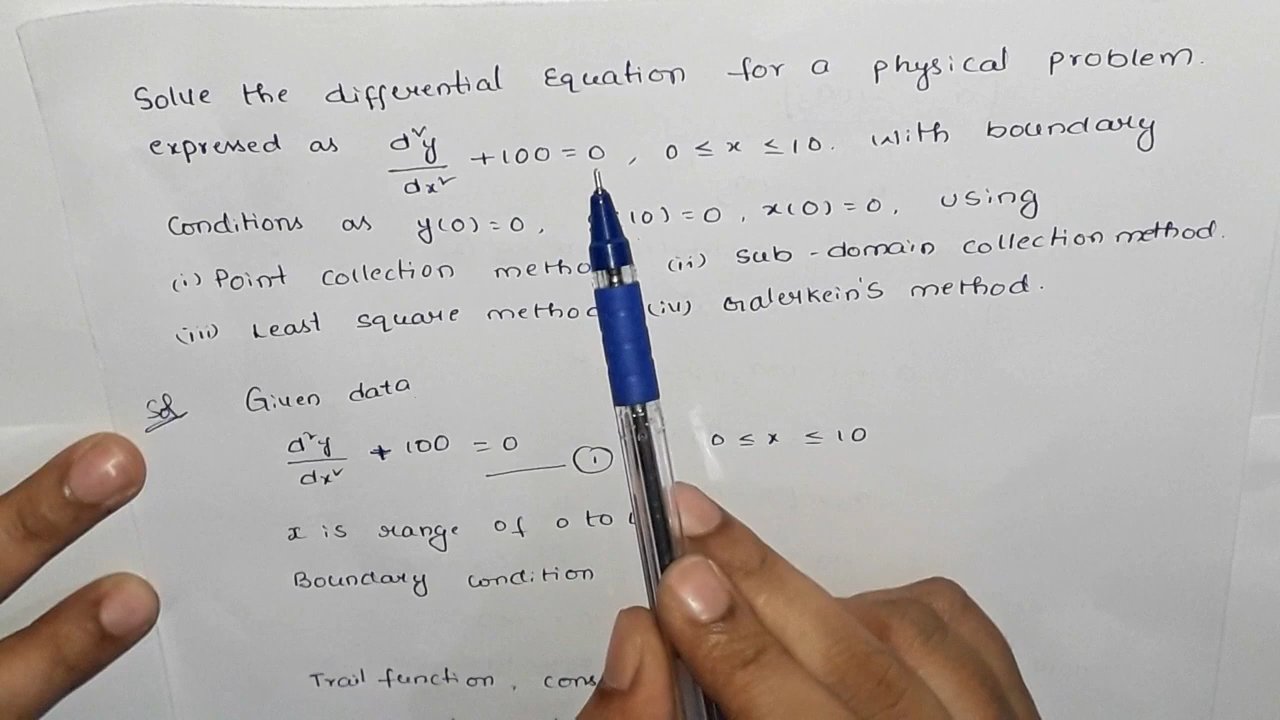 Solve the differential Equation for a physical problem.
expressed as d²y/dx² +100 = 0 , 0 ≤ x ≤ 10. with boundary
Conditions as y(0) = 0, (10) = 0, x(0) = 0, using
(i) Point collection (ii) sub-domain collection method.
(iii) Least square (iv) Galerkein's method.
Sol Given data
d²y/dx² + 100 = 0 ① 0 ≤ x ≤ 10
x is range of 0 to
Boundary condition
Trail function,